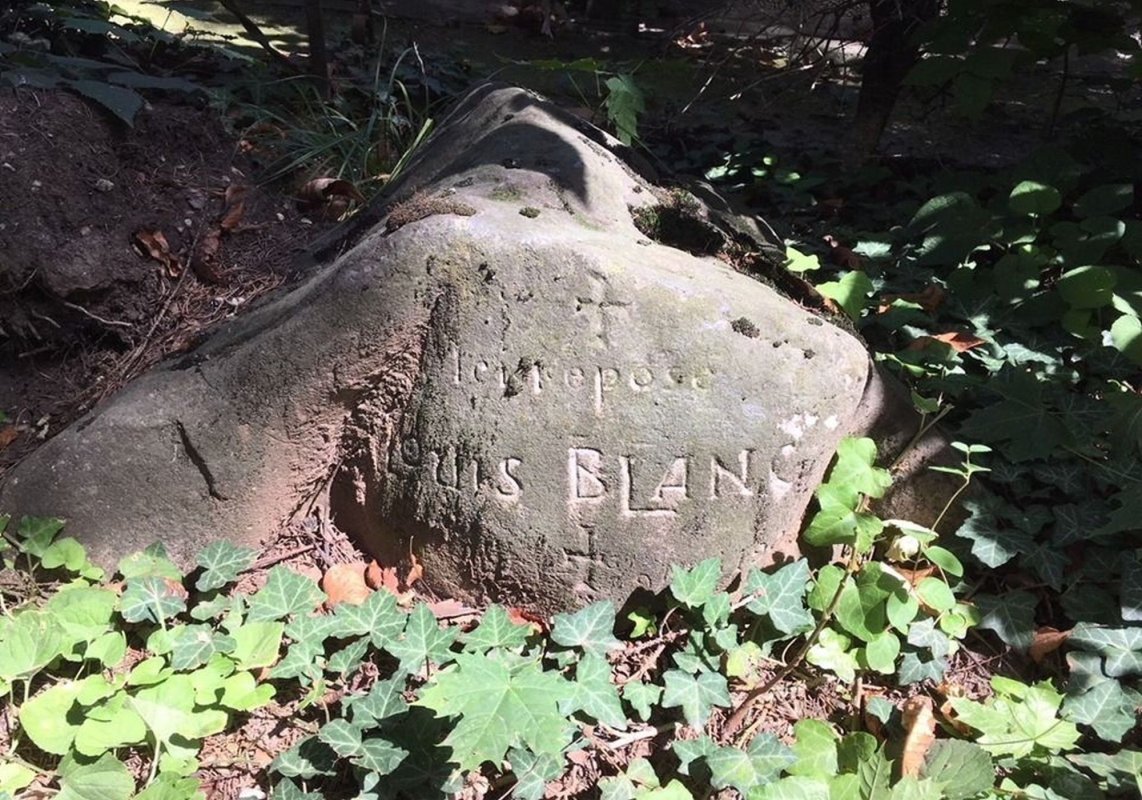 Ici repose
Louis BLANC